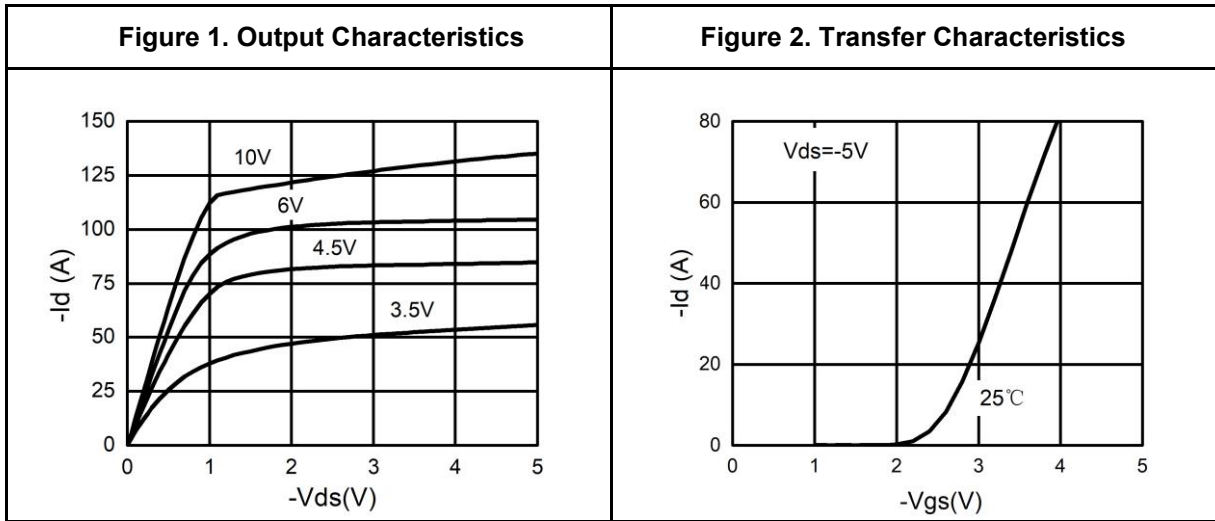 Figure 1. Output Characteristics
150
125
100
75
50
25
0
-Id (A)
10V
6V
4.5V
3.5V
0 1 2 3 4 5
-Vds(V)
Figure 2. Transfer Characteristics
80
60
40
20
0
-Id (A)
Vds=-5V
25℃
0 1 2 3 4 5
-Vgs(V)